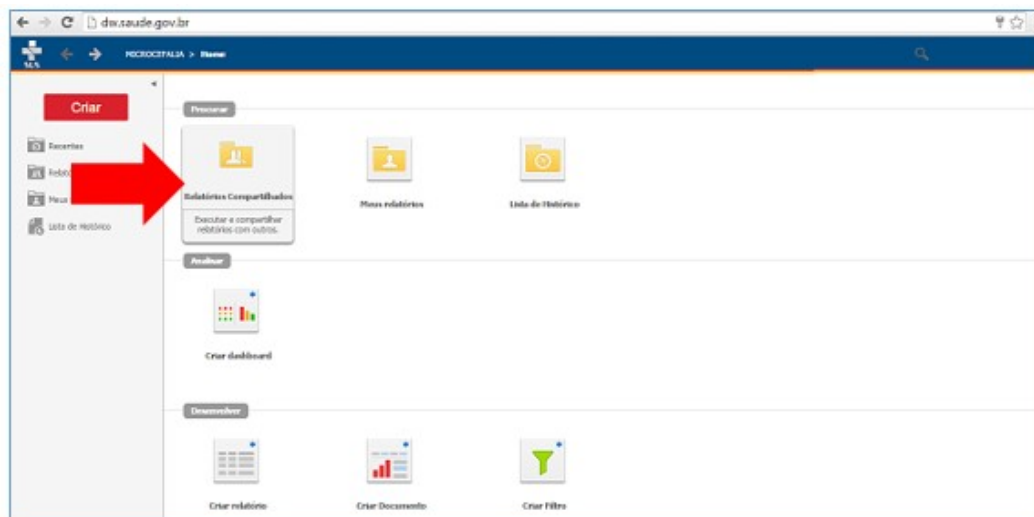 dw.saude.gov.br
SUS
MICROCEFALIA > Home
Criar
Recentes
Meus
Lista de Histórico
Procurar
Relatórios Compartilhados
Executar e compartilhar
relatórios com outros.
Meus relatórios
Lista de Histórico
Analisar
Criar dashboard
Desenvolver
Criar relatório
Criar Documento
Criar Filtro